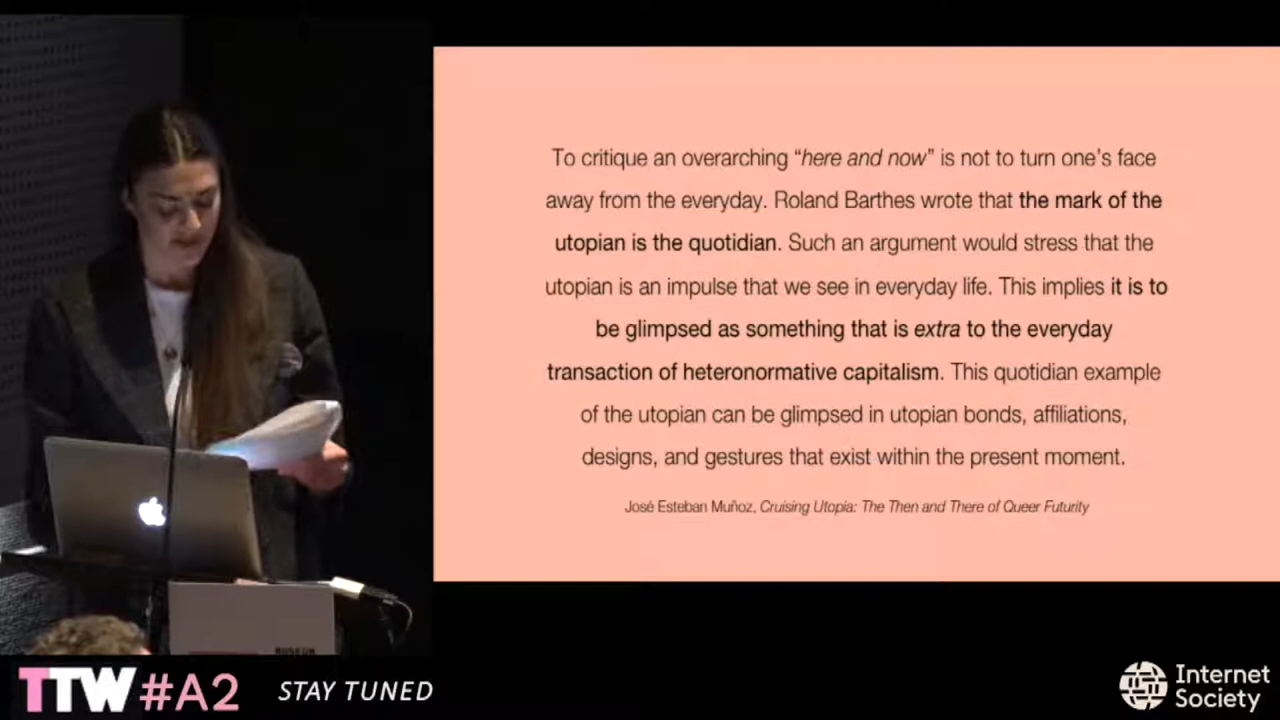 To critique an overarching “here and now” is not to turn one’s face
away from the everyday. Roland Barthes wrote that the mark of the
utopian is the quotidian. Such an argument would stress that the
utopian is an impulse that we see in everyday life. This implies it is to
be glimpsed as something that is extra to the everyday
transaction of heteronormative capitalism. This quotidian example
of the utopian can be glimpsed in utopian bonds, affiliations,
designs, and gestures that exist within the present moment.
José Esteban Muñoz, Cruising Utopia: The Then and There of Queer Futurity
MUSEUM
TTW #A2
STAY TUNED
Internet
Society